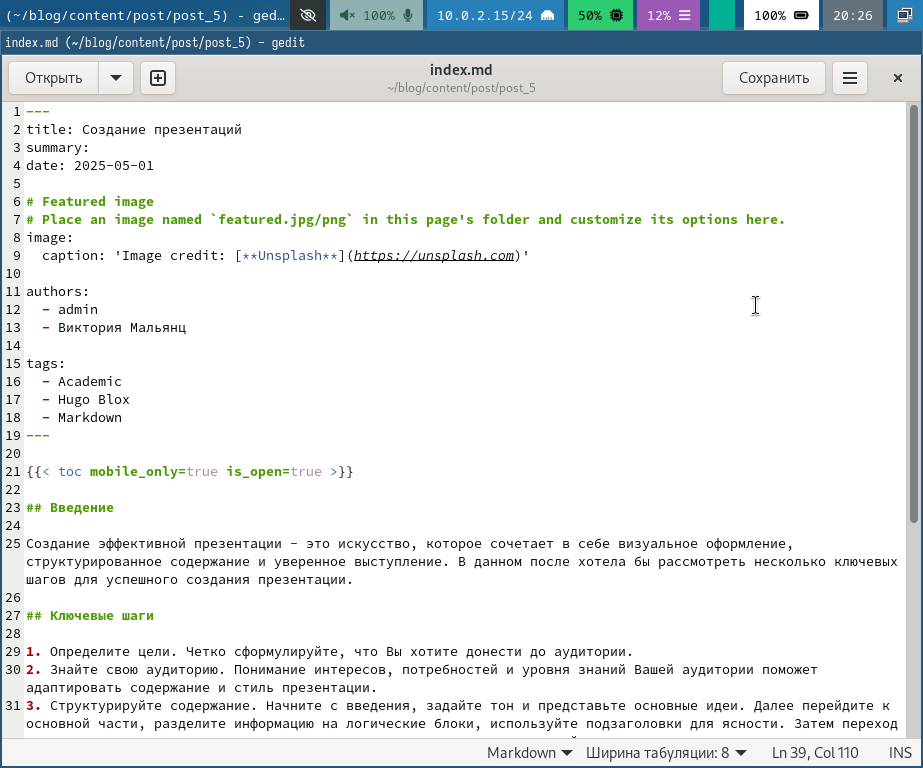 (~/blog/content/post/post_5) - ged… 100% 10.0.2.15/24 50% 12% 100% 20:26
index.md (~/blog/content/post/post_5) - gedit
Открыть index.md Сохранить
~/blog/content/post/post_5
1 ---
2 title: Создание презентаций
3 summary:
4 date: 2025-05-01
5
6 # Featured image
7 # Place an image named `featured.jpg/png` in this page's folder and customize its options here.
8 image:
9   caption: 'Image credit: [**Unsplash**](https://unsplash.com)'
10
11 authors:
12   - admin
13   - Виктория Мальянц
14
15 tags:
16   - Academic
17   - Hugo Blox
18   - Markdown
19 ---
20
21 {{< toc mobile_only=true is_open=true >}}
22
23 ## Введение
24
25 Создание эффективной презентации - это искусство, которое сочетает в себе визуальное оформление,
структурированное содержание и уверенное выступление. В данном после хотела бы рассмотреть несколько ключевых
шагов для успешного создания презентации.
26
27 ## Ключевые шаги
28
29 1. Определите цели. Четко сформулируйте, что Вы хотите донести до аудитории.
30 2. Знайте свою аудиторию. Понимание интересов, потребностей и уровня знаний Вашей аудитории поможет
адаптировать содержание и стиль презентации.
31 3. Структурируйте содержание. Начните с введения, задайте тон и представьте основные идеи. Далее перейдите к
основной части, разделите информацию на логические блоки, используйте подзаголовки для ясности. Затем переход
Markdown Ширина табуляции: 8 Ln 39, Col 110 INS